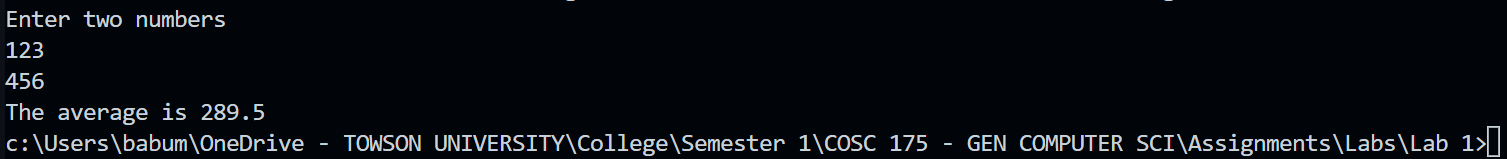 Enter two numbers
123
456
The average is 289.5
c:\Users\babum\OneDrive - TOWSON UNIVERSITY\College\Semester 1\COSC 175 - GEN COMPUTER SCI\Assignments\Labs\Lab 1>